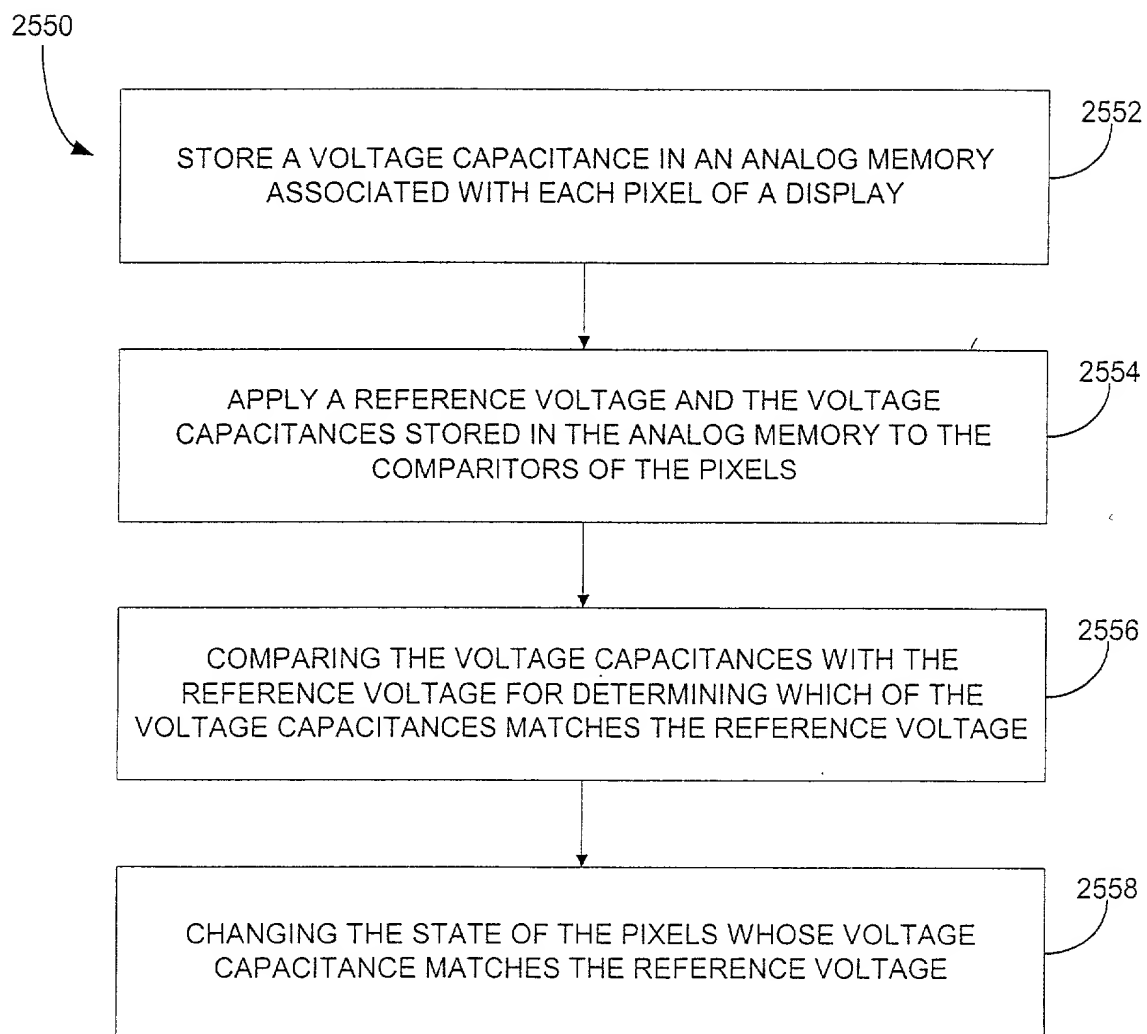 2550
2552
STORE A VOLTAGE CAPACITANCE IN AN ANALOG MEMORY
ASSOCIATED WITH EACH PIXEL OF A DISPLAY
2554
APPLY A REFERENCE VOLTAGE AND THE VOLTAGE
CAPACITANCES STORED IN THE ANALOG MEMORY TO THE
COMPARITORS OF THE PIXELS
2556
COMPARING THE VOLTAGE CAPACITANCES WITH THE
REFERENCE VOLTAGE FOR DETERMINING WHICH OF THE
VOLTAGE CAPACITANCES MATCHES THE REFERENCE VOLTAGE
2558
CHANGING THE STATE OF THE PIXELS WHOSE VOLTAGE
CAPACITANCE MATCHES THE REFERENCE VOLTAGE